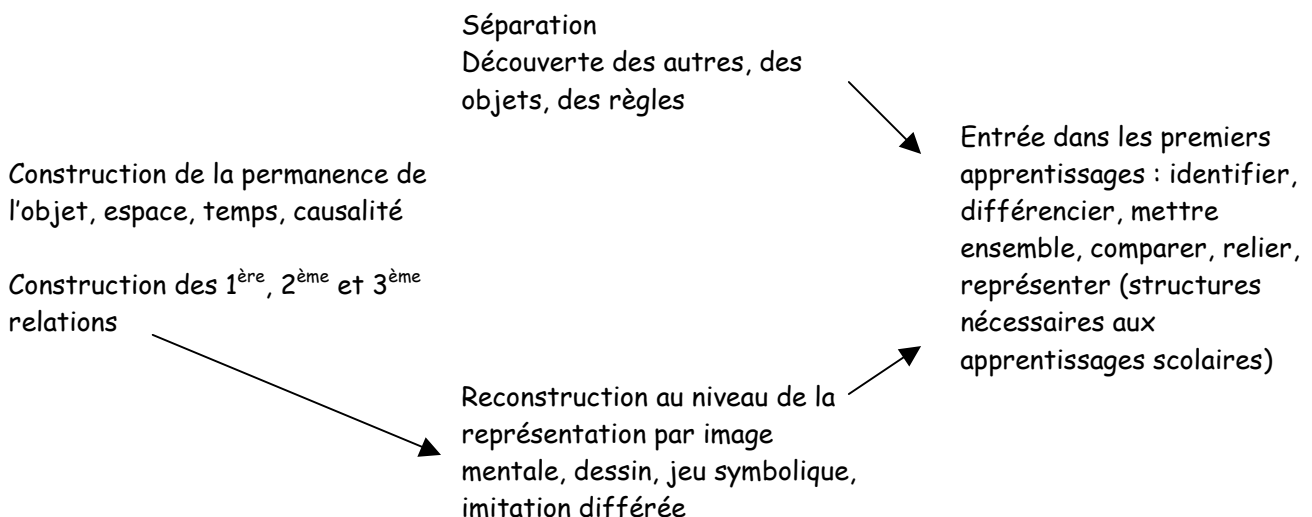 Séparation
Découverte des autres, des
objets, des règles
Construction de la permanence de
l'objet, espace, temps, causalité
Construction des 1ère, 2ème et 3ème
relations
Reconstruction au niveau de la
représentation par image
mentale, dessin, jeu symbolique,
imitation différée
Entrée dans les premiers
apprentissages : identifier,
différencier, mettre
ensemble, comparer, relier,
représenter (structures
nécessaires aux
apprentissages scolaires)